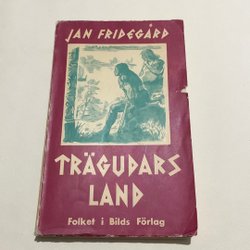 JAN FRIDEGÅRD
TRÄGUDARS
LAND
Folket i Bilds Förlag